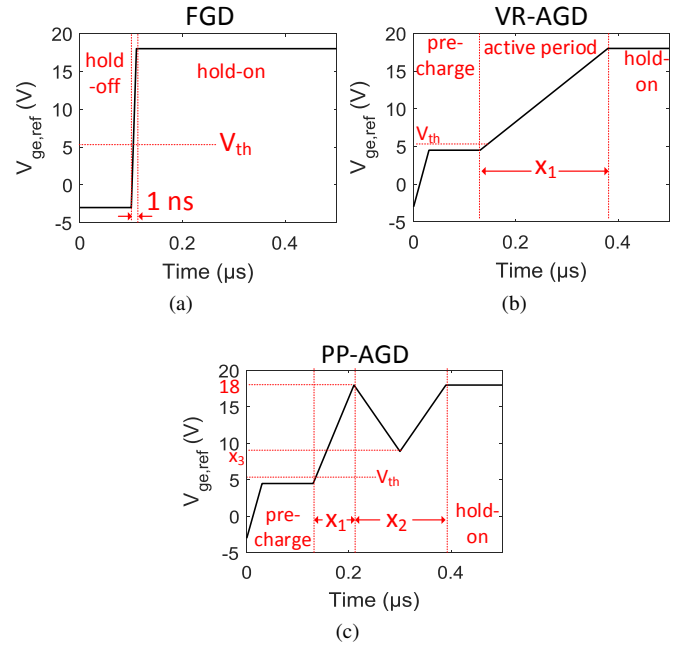 FGD
VR-AGD
20
15
10
5
0
-5
V_ge,ref (V)
hold
-off
hold-on
V_th
1 ns
0
0.2
0.4
Time (µs)
(a)
20
15
10
5
0
-5
V_ge,ref (V)
pre-
charge
active period
hold-
on
V_th
x_1
0
0.2
0.4
Time (µs)
(b)
PP-AGD
20
18
15
10
x_3
5
0
-5
V_ge,ref (V)
V_th
pre-
charge
x_1
x_2
hold-
on
0
0.2
0.4
Time (µs)
(c)